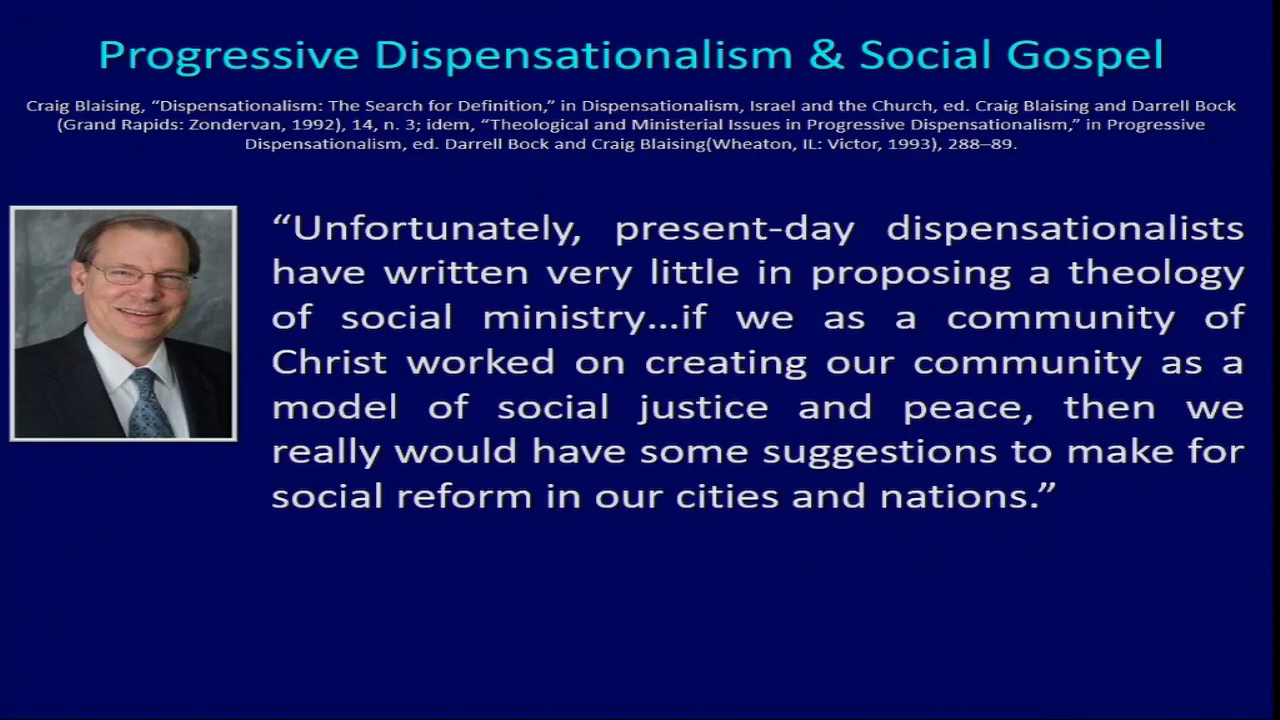 Progressive Dispensationalism & Social Gospel
Craig Blaising, “Dispensationalism: The Search for Definition,” in Dispensationalism, Israel and the Church, ed. Craig Blaising and Darrell Bock
(Grand Rapids: Zondervan, 1992), 14, n. 3; idem, “Theological and Ministerial Issues in Progressive Dispensationalism,” in Progressive
Dispensationalism, ed. Darrell Bock and Craig Blaising(Wheaton, IL: Victor, 1993), 288–89.
“Unfortunately, present-day dispensationalists
have written very little in proposing a theology
of social ministry…if we as a community of
Christ worked on creating our community as a
model of social justice and peace, then we
really would have some suggestions to make for
social reform in our cities and nations.”